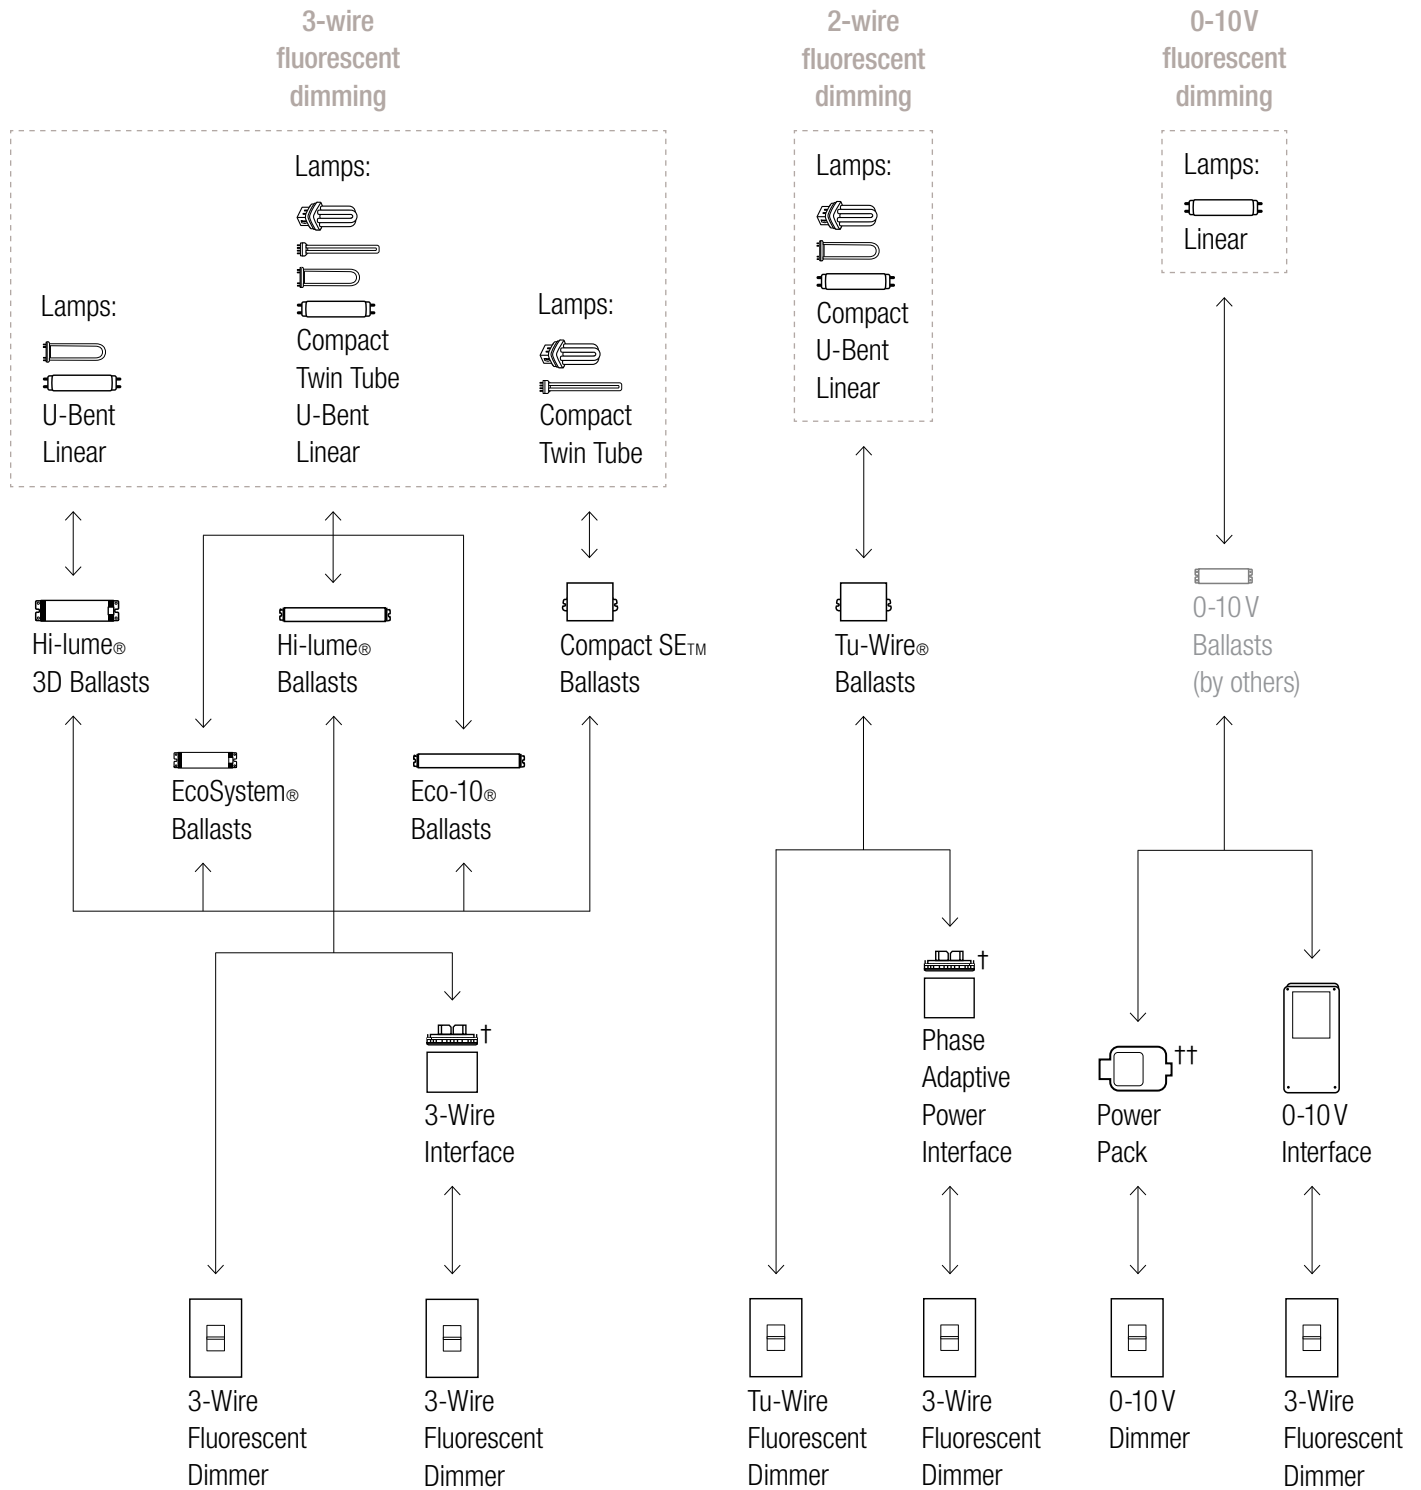 3-wire
fluorescent
dimming
2-wire
fluorescent
dimming
0-10V
fluorescent
dimming
Lamps:
U-Bent
Linear
Lamps:
Compact
Twin Tube
U-Bent
Linear
Lamps:
Compact
Twin Tube
Lamps:
Compact
U-Bent
Linear
Lamps:
Linear
Hi-lume®
3D Ballasts
Hi-lume®
Ballasts
Compact SE™
Ballasts
Tu-Wire®
Ballasts
0-10V
Ballasts
(by others)
EcoSystem®
Ballasts
Eco-10®
Ballasts
†
3-Wire
Interface
†
Phase
Adaptive
Power
Interface
††
Power
Pack
0-10V
Interface
3-Wire
Fluorescent
Dimmer
3-Wire
Fluorescent
Dimmer
Tu-Wire
Fluorescent
Dimmer
3-Wire
Fluorescent
Dimmer
0-10V
Dimmer
3-Wire
Fluorescent
Dimmer